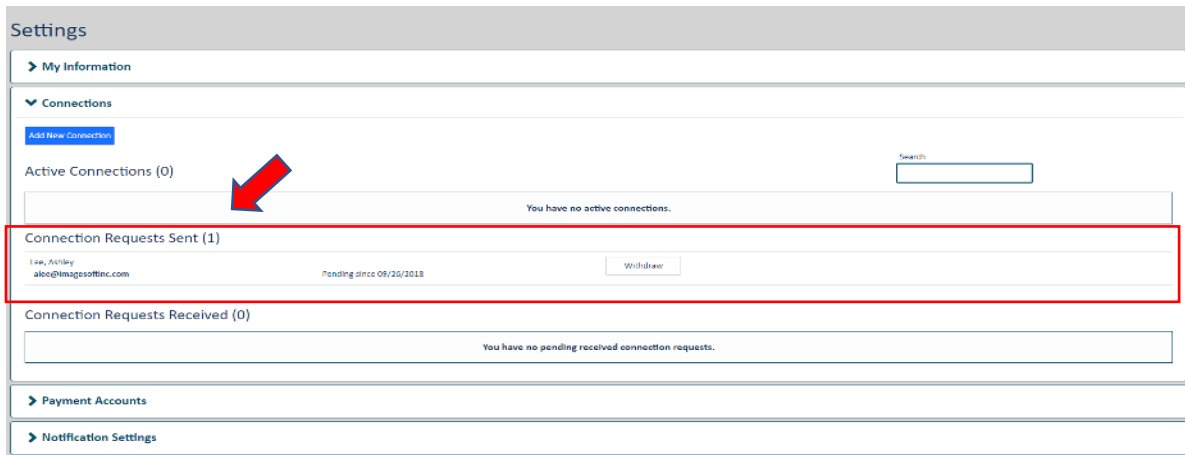 Settings
My Information
Connections
Add New Connection
Search
Active Connections (0)
You have no active connections.
Connection Requests Sent (1)
Lee, Ashley
alee@imagesoftinc.com
Pending since 09/26/2018
Withdraw
Connection Requests Received (0)
You have no pending received connection requests.
Payment Accounts
Notification Settings